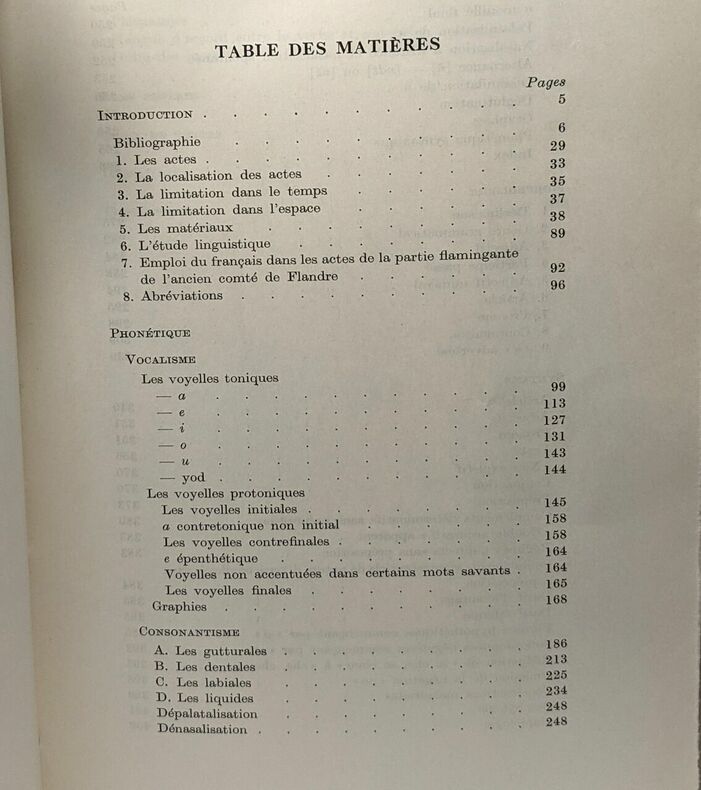 TABLE DES MATIÈRES
Pages
INTRODUCTION . . . . . . . . . 5
Bibliographie . . . . . . . . 6
1. Les actes . . . . . . . . . 29
2. La localisation des actes . . . . . . 33
3. La limitation dans le temps . . . . . 35
4. La limitation dans l'espace . . . . . 37
5. Les matériaux . . . . . . . . 38
6. L'étude linguistique . . . . . . 89
7. Emploi du français dans les actes de la partie flamingante
de l'ancien comté de Flandre . . . . . 92
8. Abréviations . . . . . . . . 96
PHONÉTIQUE
VOCALISME
Les voyelles toniques
— a . . . . . . . . 99
— e . . . . . . . . 113
— i . . . . . . . . 127
— o . . . . . . . . 131
— u . . . . . . . . 143
— yod . . . . . . . . 144
Les voyelles protoniques
Les voyelles initiales . . . . . . 145
a contretonique non initial . . . . . 158
Les voyelles contrefinales . . . . . 158
e épenthétique . . . . . . . 164
Voyelles non accentuées dans certains mots savants . 164
Les voyelles finales . . . . . . 165
Graphies . . . . . . . . 168
CONSONANTISME
A. Les gutturales . . . . . . . 186
B. Les dentales . . . . . . . 213
C. Les labiales . . . . . . . 225
D. Les liquides . . . . . . . 234
Dépalatalisation . . . . . . . 248
Dénasalisation . . . . . . . 248